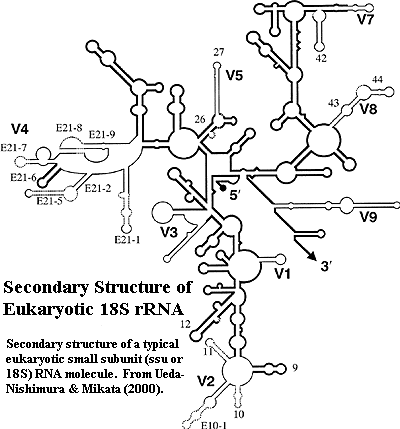 V7
42
27
V5
44
43
V8
26
V4
E21-8
E21-9
E21-7
E21-6
E21-5
E21-2
E21-1
5′
V9
V3
3′
V1
Secondary Structure of
Eukaryotic 18S rRNA
12
Secondary structure of a typical
eukaryotic small subunit (ssu or
18S) RNA molecule. From Ueda-
Nishimura & Mikata (2000).
11
V2
9
10
E10-1